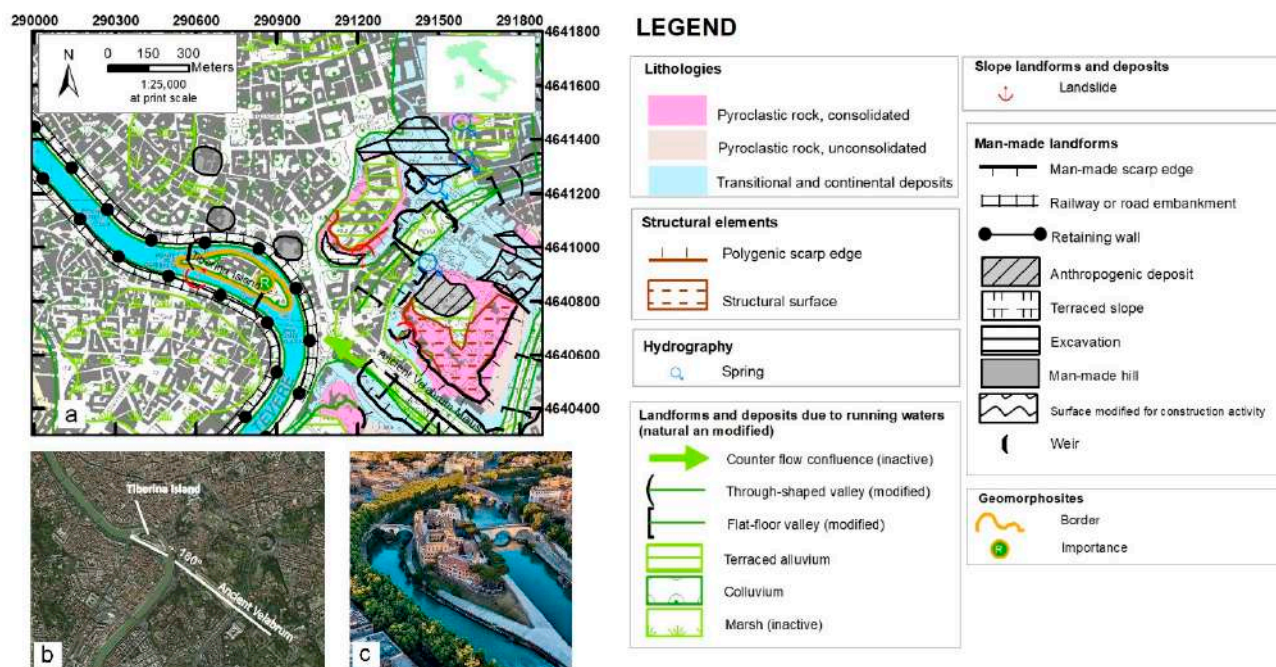 290000 290300 290600 290900 291200 291500 291800
LEGEND
4641800
4641600
4641400
4641200
4641000
4640800
4640600
4640400
N
0 150 300
Meters
1:25,000
at print scale
Tiberina Island
R
TEVERE
Ancient Velabrum
a
Tiberina Island
180°
Ancient Velabrum
b
c
Lithologies
Pyroclastic rock, consolidated
Pyroclastic rock, unconsolidated
Transitional and continental deposits
Structural elements
Polygenic scarp edge
Structural surface
Hydrography
Spring
Landforms and deposits due to running waters
(natural an modified)
Counter flow confluence (inactive)
Through-shaped valley (modified)
Flat-floor valley (modified)
Terraced alluvium
Colluvium
Marsh (inactive)
Slope landforms and deposits
Landslide
Man-made landforms
Man-made scarp edge
Railway or road embankment
Retaining wall
Anthropogenic deposit
Terraced slope
Excavation
Man-made hill
Surface modified for construction activity
Weir
Geomorphosites
Border
R
Importance